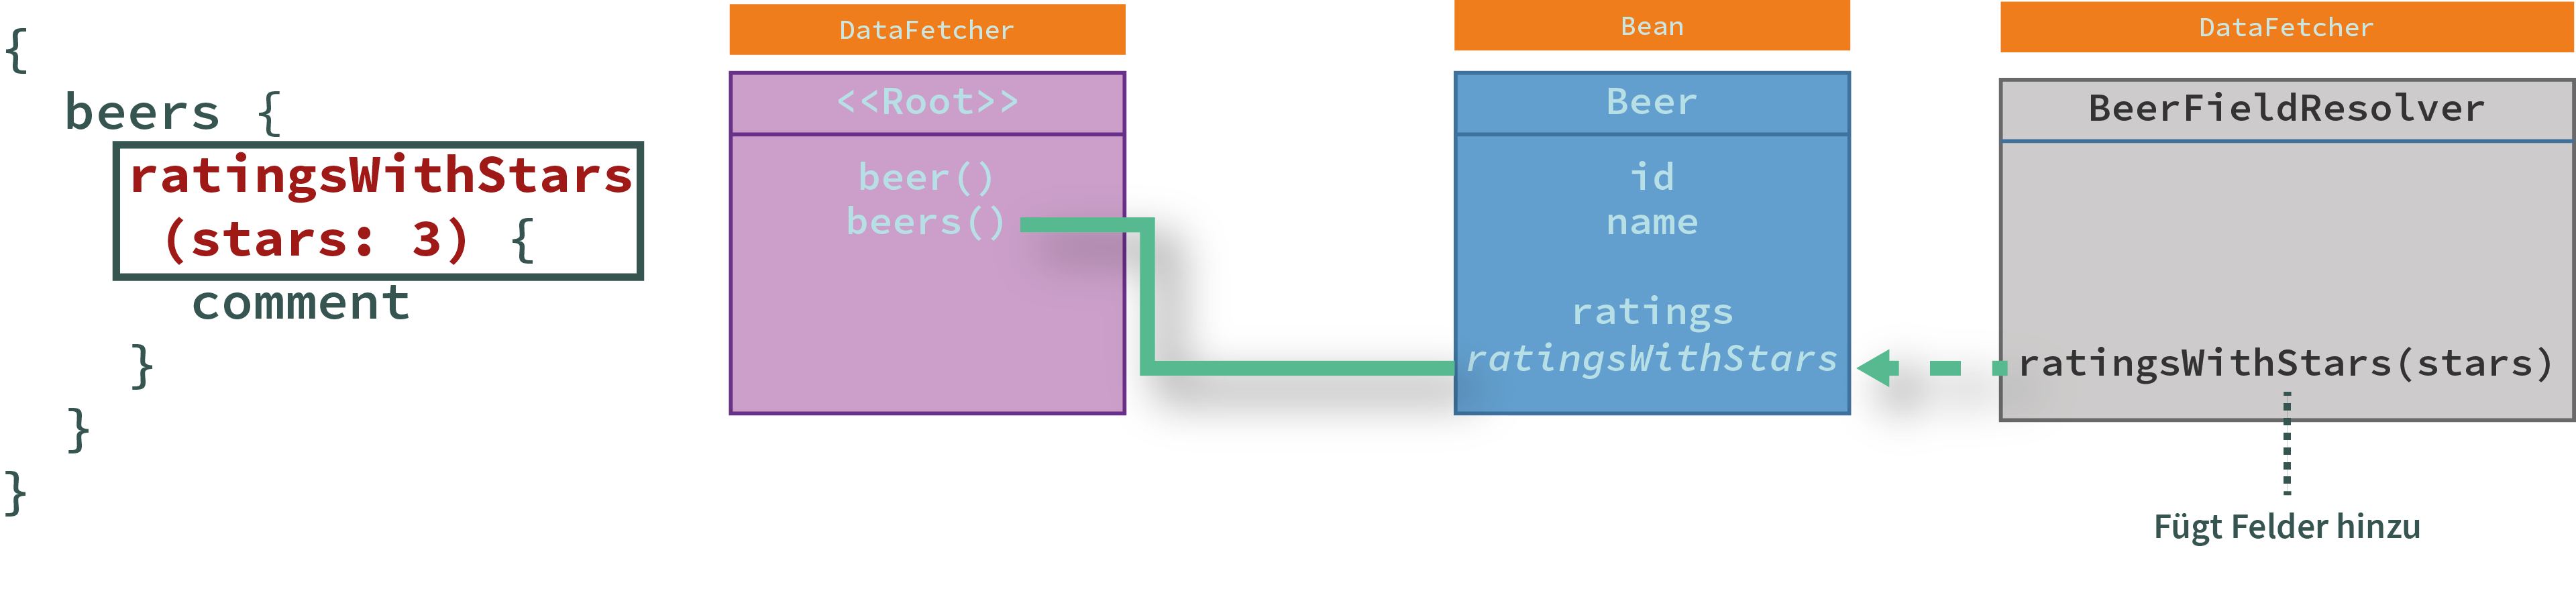 {
beers {
ratingsWithStars
(stars: 3) {
comment
}
}
}
DataFetcher
<<Root>>
beer()
beers()
Bean
Beer
id
name
ratings
ratingsWithStars
DataFetcher
BeerFieldResolver
ratingsWithStars(stars)
Fügt Felder hinzu